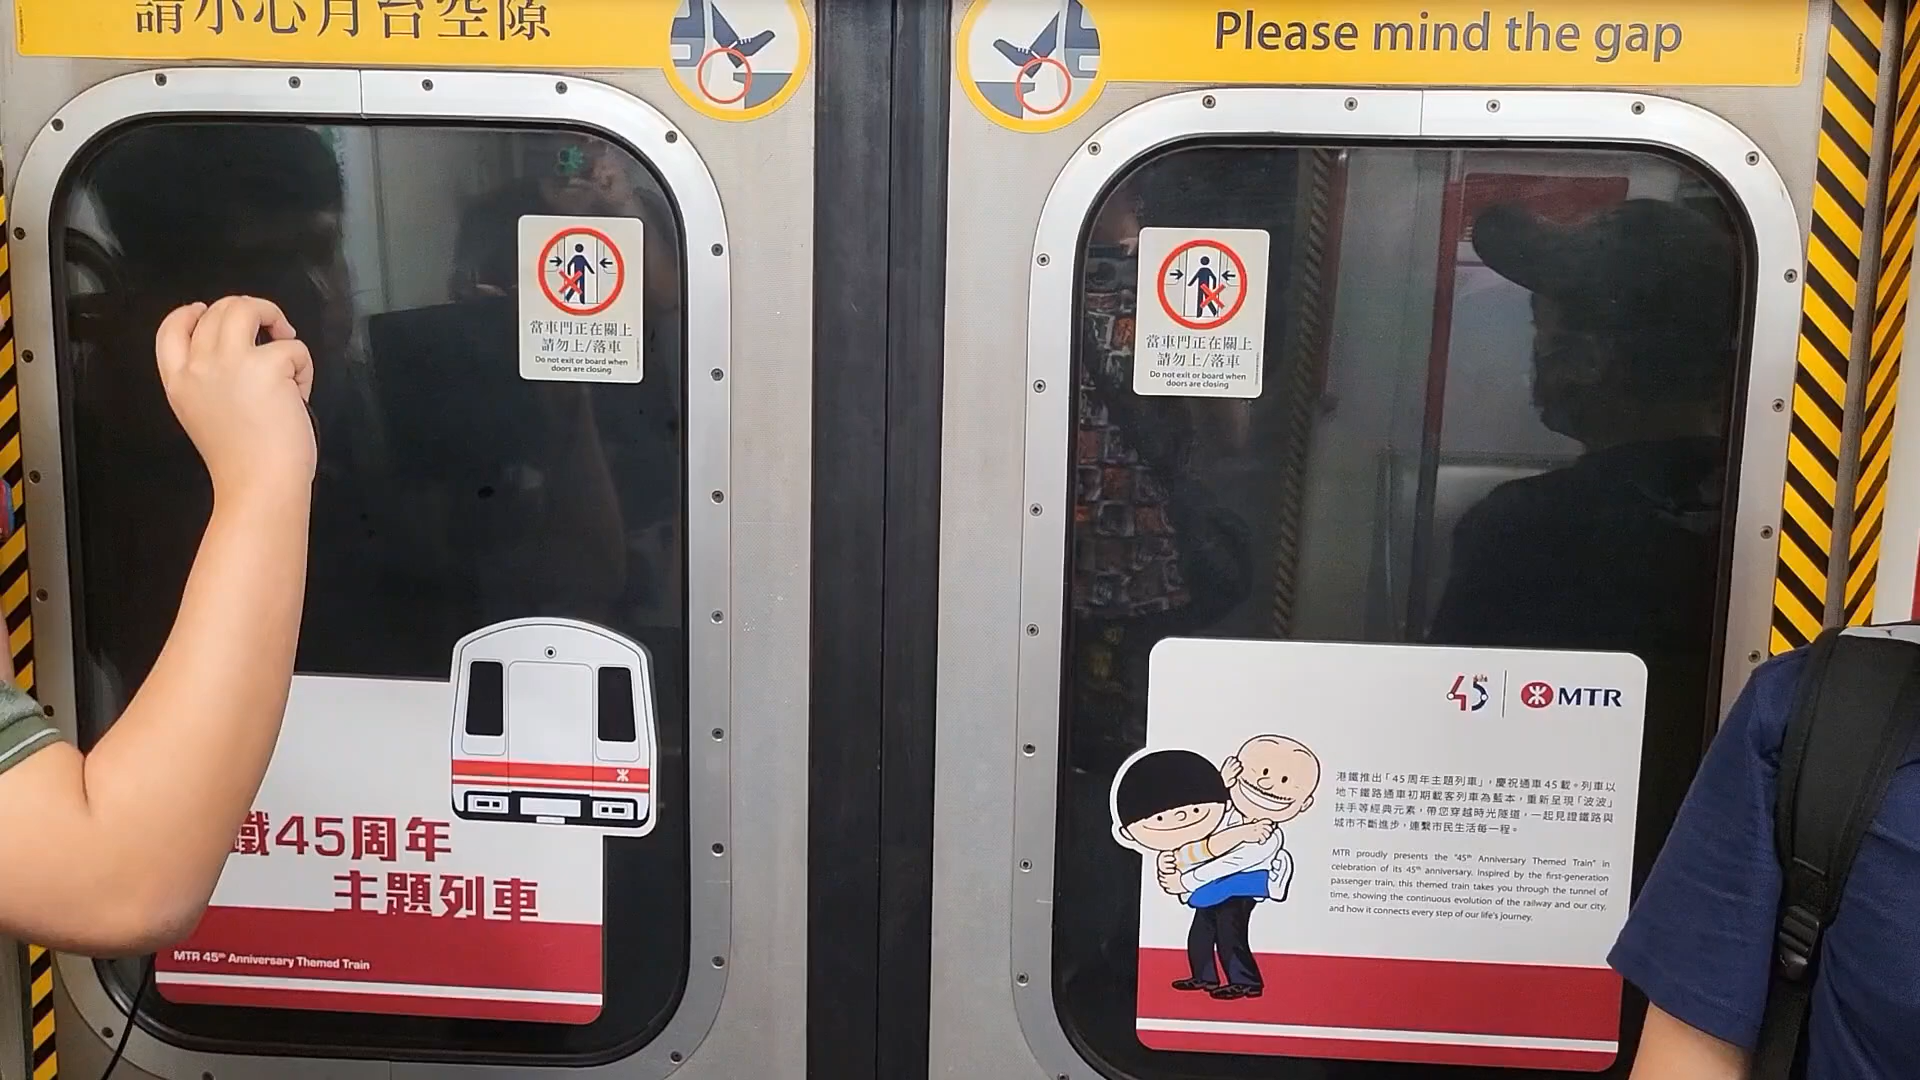 請小心月台空隙
Please mind the gap
當車門正在關上
請勿上/落車
Do not exit or board when
doors are closing
當車門正在關上
請勿上/落車
Do not exit or board when
doors are closing
鐵45周年
主題列車
MTR 45th Anniversary Themed Train
45 MTR
港鐵推出「45周年主題列車」，慶祝通車45載。列車以
地下鐵路通車初期載客列車為藍本，重新呈現「波波」
扶手等經典元素，帶您穿越時光隧道，一起見證鐵路與
城市不斷進步，連繫市民生活每一程。
MTR proudly presents the "45th Anniversary Themed Train" in
celebration of its 45th anniversary. Inspired by the first-generation
passenger train, this themed train takes you through the tunnel of
time, showing the continuous evolution of the railway and our city,
and how it connects every step of our life's journey.